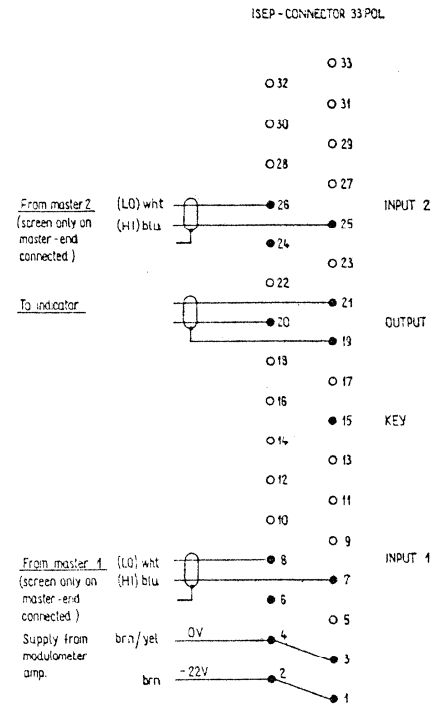 ISEP - CONNECTOR 33 POL
33
32
31
30
29
28
27
From master 2 (LO) wht 26 INPUT 2
(screen only on (HI) blu 25
master-end 24
connected )
23
22
To indicator 21
20 OUTPUT
19
18
17
16
15 KEY
14
13
12
11
10
9
From master 1 (LO) wht 8 INPUT 1
(screen only on (HI) blu 7
master-end 6
connected )
5
Supply from brn/yel 0V 4
modulometer 3
amp.
brn -22V 2
1